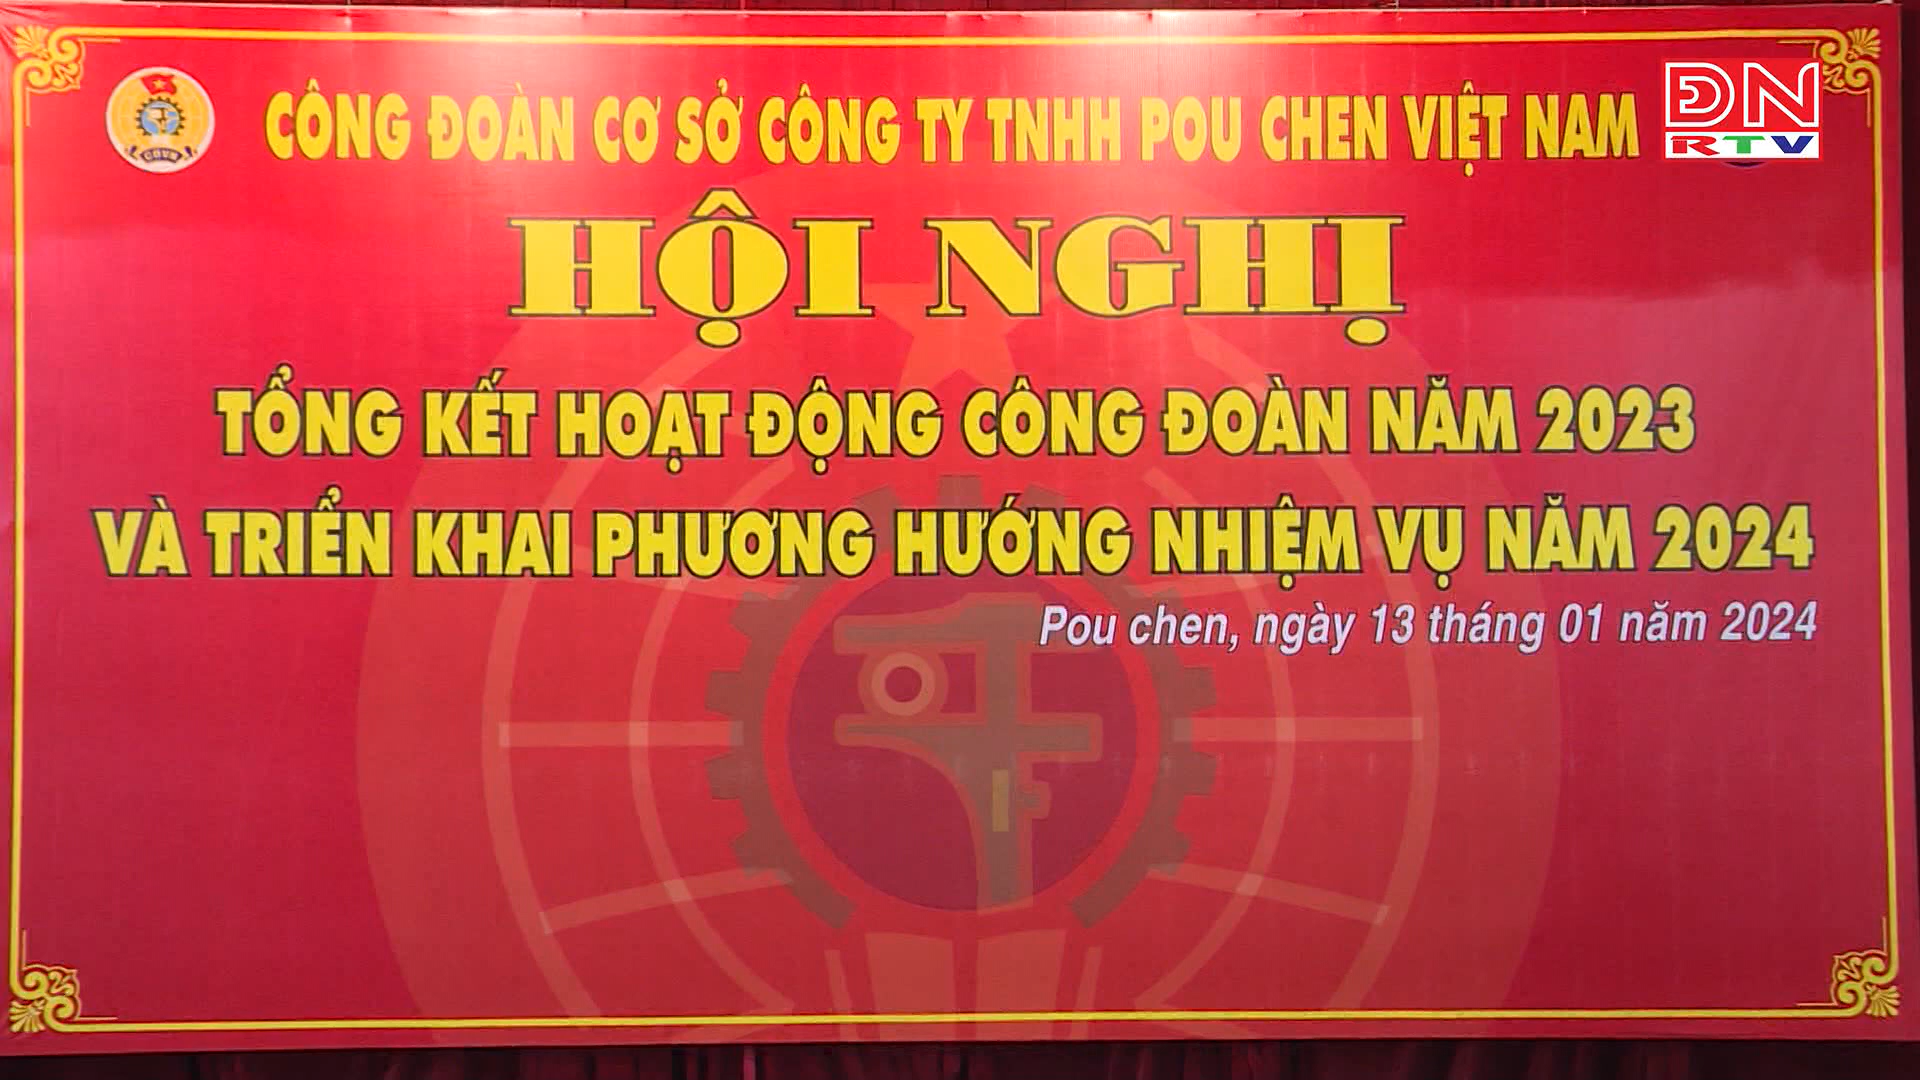 CÔNG ĐOÀN CƠ SỞ CÔNG TY TNHH POU CHEN VIỆT NAM
ĐN
RTV
HỘI NGHỊ
TỔNG KẾT HOẠT ĐỘNG CÔNG ĐOÀN NĂM 2023
VÀ TRIỂN KHAI PHƯƠNG HƯỚNG NHIỆM VỤ NĂM 2024
Pou chen, ngày 13 tháng 01 năm 2024